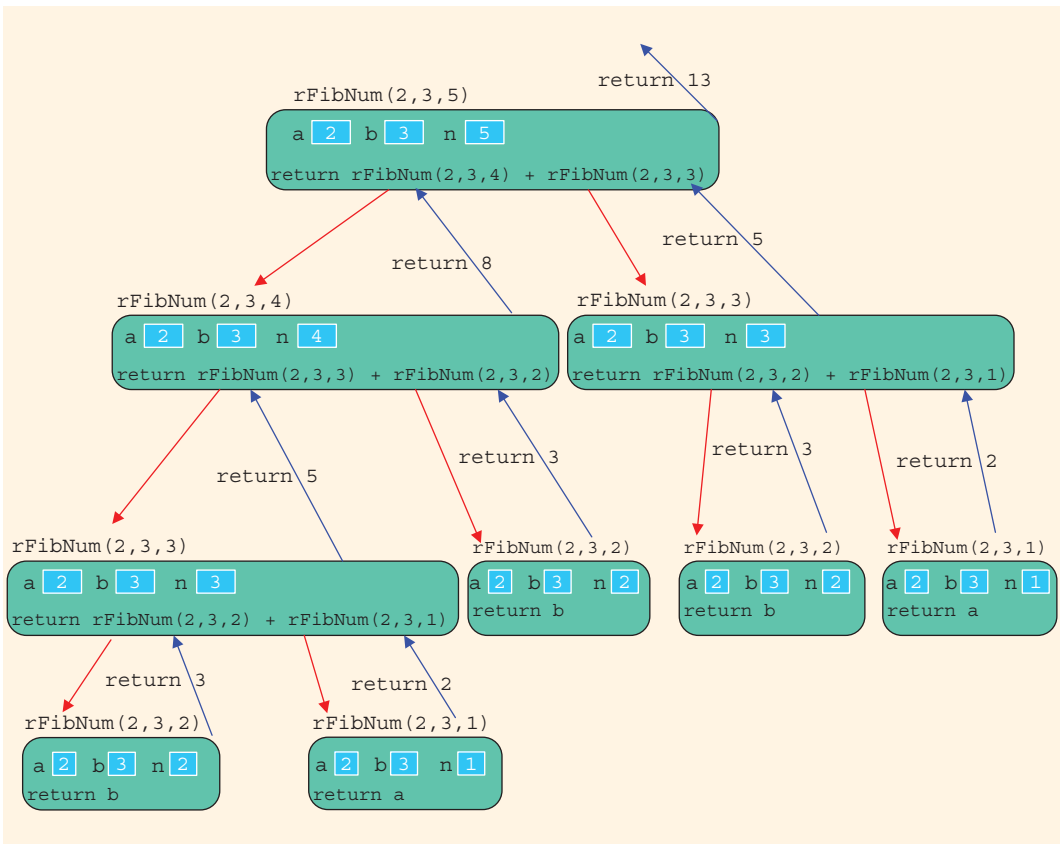 return 13
rFibNum(2,3,5)
a 2 b 3 n 5
return rFibNum(2,3,4) + rFibNum(2,3,3)
return 8
return 5
rFibNum(2,3,4)
a 2 b 3 n 4
return rFibNum(2,3,3) + rFibNum(2,3,2)
rFibNum(2,3,3)
a 2 b 3 n 3
return rFibNum(2,3,2) + rFibNum(2,3,1)
return 5
return 3
return 3
return 2
rFibNum(2,3,3)
a 2 b 3 n 3
return rFibNum(2,3,2) + rFibNum(2,3,1)
rFibNum(2,3,2)
a 2 b 3 n 2
return b
rFibNum(2,3,2)
a 2 b 3 n 2
return b
rFibNum(2,3,1)
a 2 b 3 n 1
return a
return 3
return 2
rFibNum(2,3,2)
a 2 b 3 n 2
return b
rFibNum(2,3,1)
a 2 b 3 n 1
return a